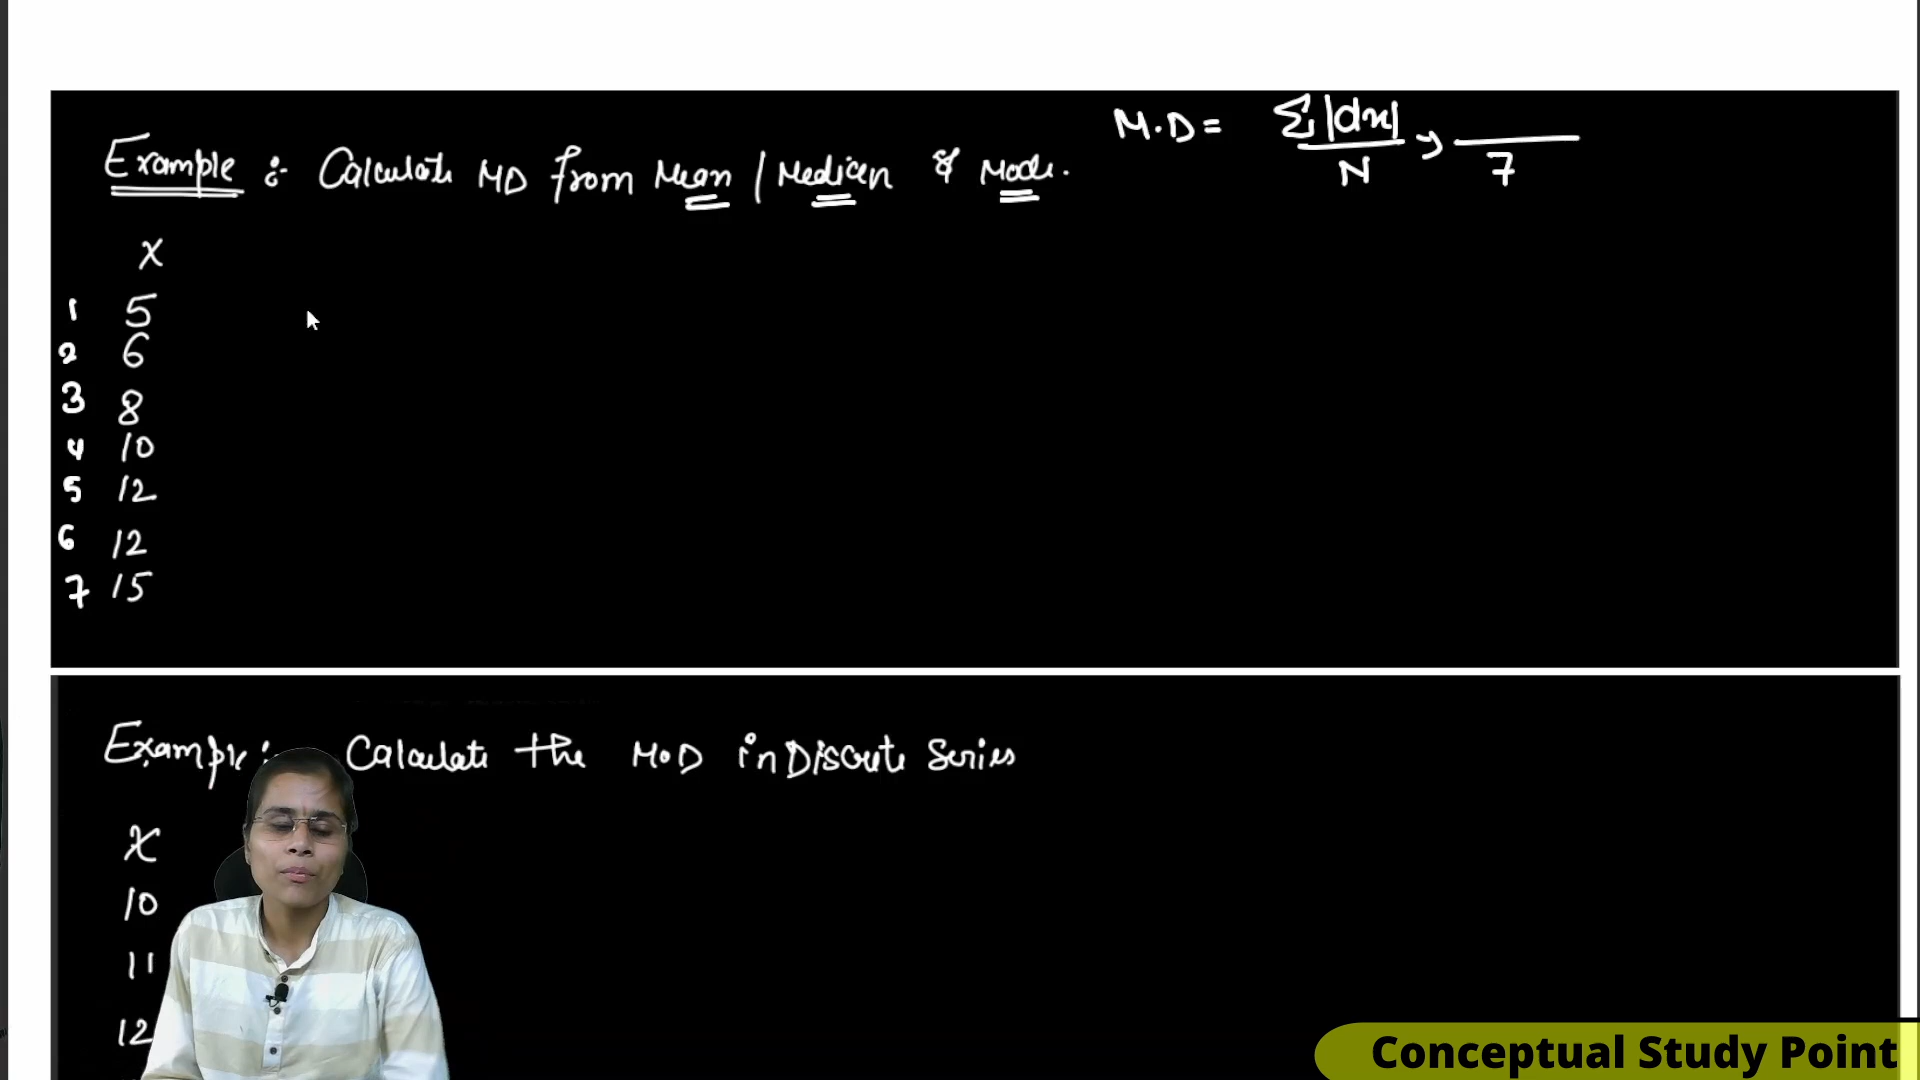 Example :- Calculate MD from Mean / Median & Mode.
M.D = Σ|dx| / N → / 7
X
1 5
2 6
3 8
4 10
5 12
6 12
7 15
Example :- Calculate the M.D in Discrete Series
X
10
11
12
Conceptual Study Point